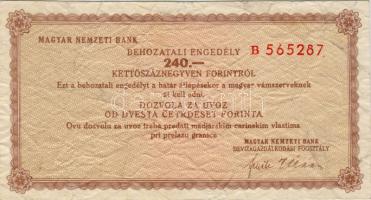 MAGYAR NEMZETI BANK
BEHOZATALI ENGEDÉLY B 565287
240.—
KETTŐSZÁZNEGYVEN FORINTRÓL
Ezt a behozatali engedélyt a határ átlépésekor a magyar vámszerveknek
át kell adni.
DOZVOLA ZA UVOZ
OD DVESTA ČETRDESET FORINTA
Ovu dozvolu za uvoz treba predati madjarskim carinskim vlastima
pri prelazu granice
MAGYAR NEMZETI BANK
DEVIZAGAZDÁLKODÁSI FŐOSZTÁLY